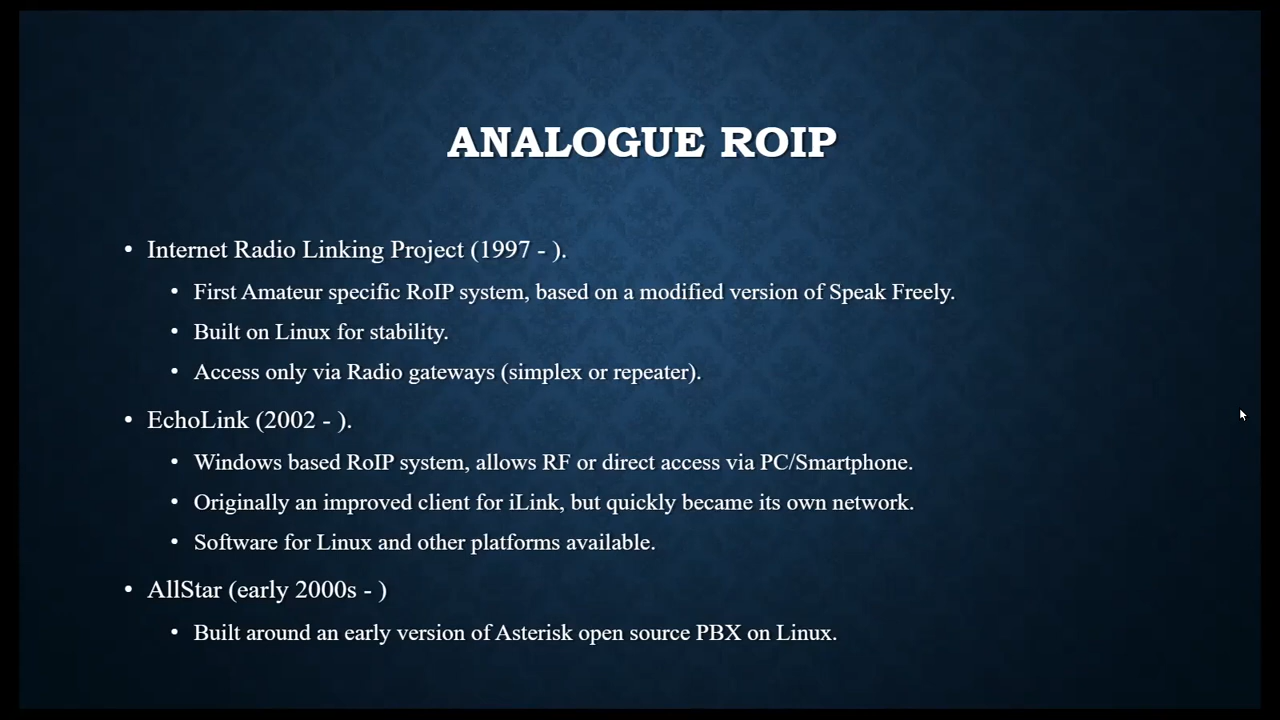 ANALOGUE ROIP
• Internet Radio Linking Project (1997 - ).
• First Amateur specific RoIP system, based on a modified version of Speak Freely.
• Built on Linux for stability.
• Access only via Radio gateways (simplex or repeater).
• EchoLink (2002 - ).
• Windows based RoIP system, allows RF or direct access via PC/Smartphone.
• Originally an improved client for iLink, but quickly became its own network.
• Software for Linux and other platforms available.
• AllStar (early 2000s - )
• Built around an early version of Asterisk open source PBX on Linux.